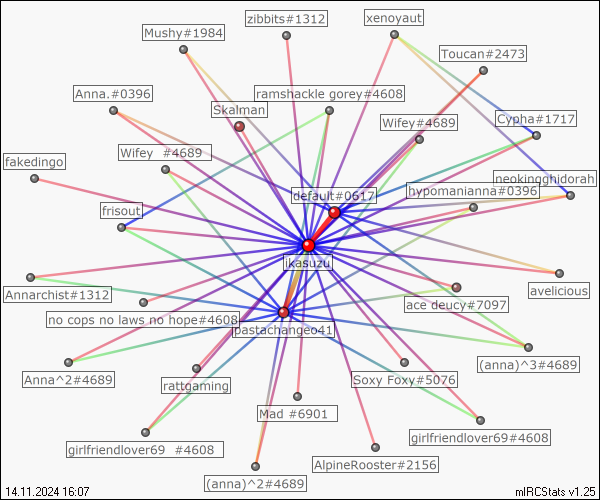 zibbits#1312
xenoyaut
Mushy#1984
Toucan#2473
Anna.#0396
ramshackle gorey#4608
Skalman
Cypha#1717
Wifey#4689
Wifey #4689
fakedingo
neokingghidorah
hypomanianna#0396
default#0617
frisout
jkasuzu
avelicious
Annarchist#1312
ace deucy#7097
no cops no laws no hope#4608
pastachangeo41
(anna)^3#4689
Anna^2#4689
rattgaming
Soxy Foxy#5076
Mad #6901
girlfriendlover69#4608
girlfriendlover69 #4608
AlpineRooster#2156
(anna)^2#4689
14.11.2024 16:07
mIRCStats v1.25